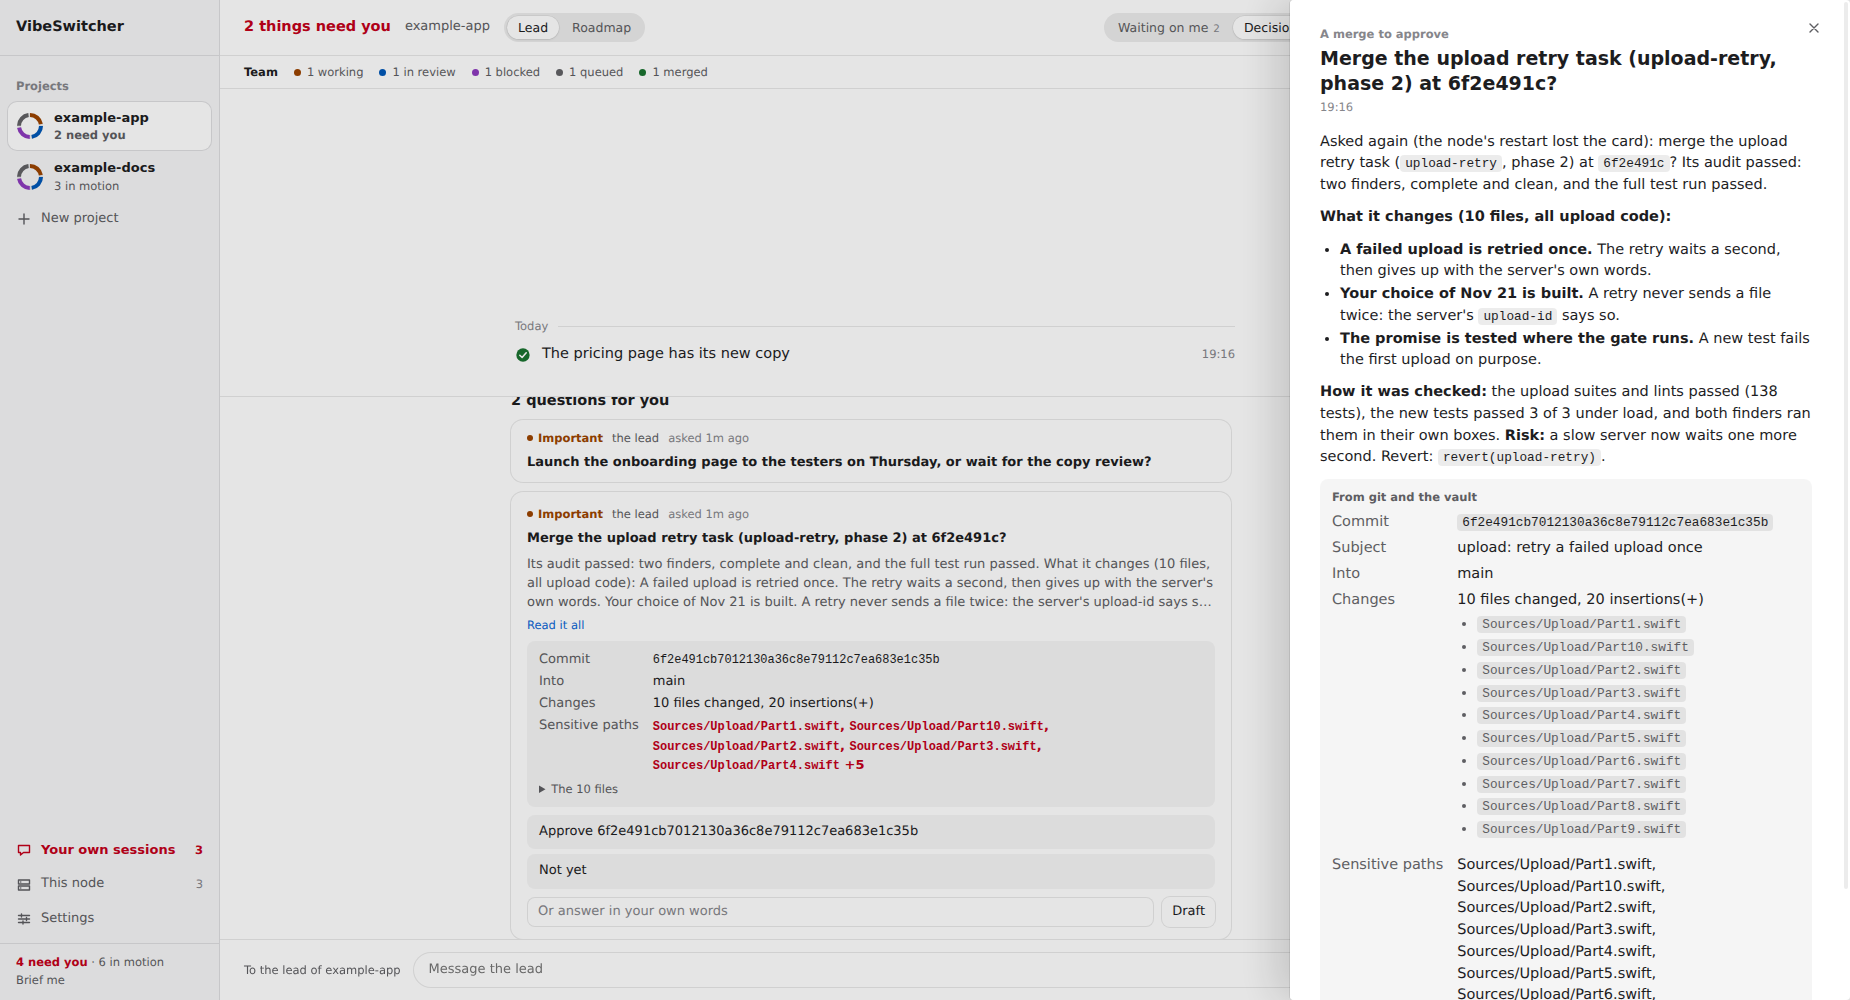 VibeSwitcher
Projects
example-app
2 need you
example-docs
3 in motion
New project
Your own sessions 3
This node 3
Settings
4 need you · 6 in motion
Brief me
2 things need you example-app Lead Roadmap
Waiting on me 2
Team 1 working 1 in review 1 blocked 1 queued 1 merged
Today
The pricing page has its new copy 19:16
2 questions for you
Important the lead asked 1m ago
Launch the onboarding page to the testers on Thursday, or wait for the copy review?
Important the lead asked 1m ago
Merge the upload retry task (upload-retry, phase 2) at 6f2e491c?
Its audit passed: two finders, complete and clean, and the full test run passed. What it changes (10 files,
all upload code): A failed upload is retried once. The retry waits a second, then gives up with the server's
own words. Your choice of Nov 21 is built. A retry never sends a file twice: the server's upload-id says s...
Read it all
Commit 6f2e491cb7012130a36c8e79112c7ea683e1c35b
Into main
Changes 10 files changed, 20 insertions(+)
Sensitive paths Sources/Upload/Part1.swift, Sources/Upload/Part10.swift,
Sources/Upload/Part2.swift, Sources/Upload/Part3.swift,
Sources/Upload/Part4.swift +5
The 10 files
Approve 6f2e491cb7012130a36c8e79112c7ea683e1c35b
Not yet
Or answer in your own words Draft
To the lead of example-app Message the lead
A merge to approve
Merge the upload retry task (upload-retry,
phase 2) at 6f2e491c?
19:16
Asked again (the node's restart lost the card): merge the upload
retry task (upload-retry, phase 2) at 6f2e491c? Its audit passed:
two finders, complete and clean, and the full test run passed.
What it changes (10 files, all upload code):
• A failed upload is retried once. The retry waits a second,
then gives up with the server's own words.
• Your choice of Nov 21 is built. A retry never sends a file
twice: the server's upload-id says so.
• The promise is tested where the gate runs. A new test fails
the first upload on purpose.
How it was checked: the upload suites and lints passed (138
tests), the new tests passed 3 of 3 under load, and both finders ran
them in their own boxes. Risk: a slow server now waits one more
second. Revert: revert(upload-retry).
From git and the vault
Commit 6f2e491cb7012130a36c8e79112c7ea683e1c35b
Subject upload: retry a failed upload once
Into main
Changes 10 files changed, 20 insertions(+)
• Sources/Upload/Part1.swift
• Sources/Upload/Part10.swift
• Sources/Upload/Part2.swift
• Sources/Upload/Part3.swift
• Sources/Upload/Part4.swift
• Sources/Upload/Part5.swift
• Sources/Upload/Part6.swift
• Sources/Upload/Part7.swift
• Sources/Upload/Part8.swift
• Sources/Upload/Part9.swift
Sensitive paths Sources/Upload/Part1.swift,
Sources/Upload/Part10.swift,
Sources/Upload/Part2.swift,
Sources/Upload/Part3.swift,
Sources/Upload/Part4.swift,
Sources/Upload/Part5.swift,
Sources/Upload/Part6.swift,